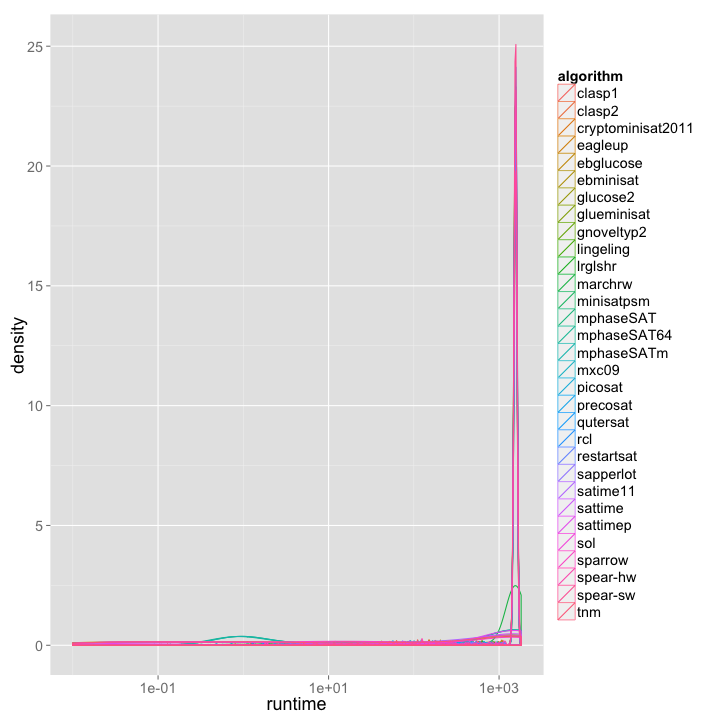 25
20
15
10
5
0
density
1e-01
1e+01
1e+03
runtime
algorithm
clasp1
clasp2
cryptominisat2011
eagleup
ebglucose
ebminisat
glucose2
glueminisat
gnoveltyp2
lingeling
lrglshr
marchrw
minisatpsm
mphaseSAT
mphaseSAT64
mphaseSATm
mxc09
picosat
precosat
qutersat
rcl
restartsat
sapperlot
satime11
sattime
sattimep
sol
sparrow
spear-hw
spear-sw
tnm